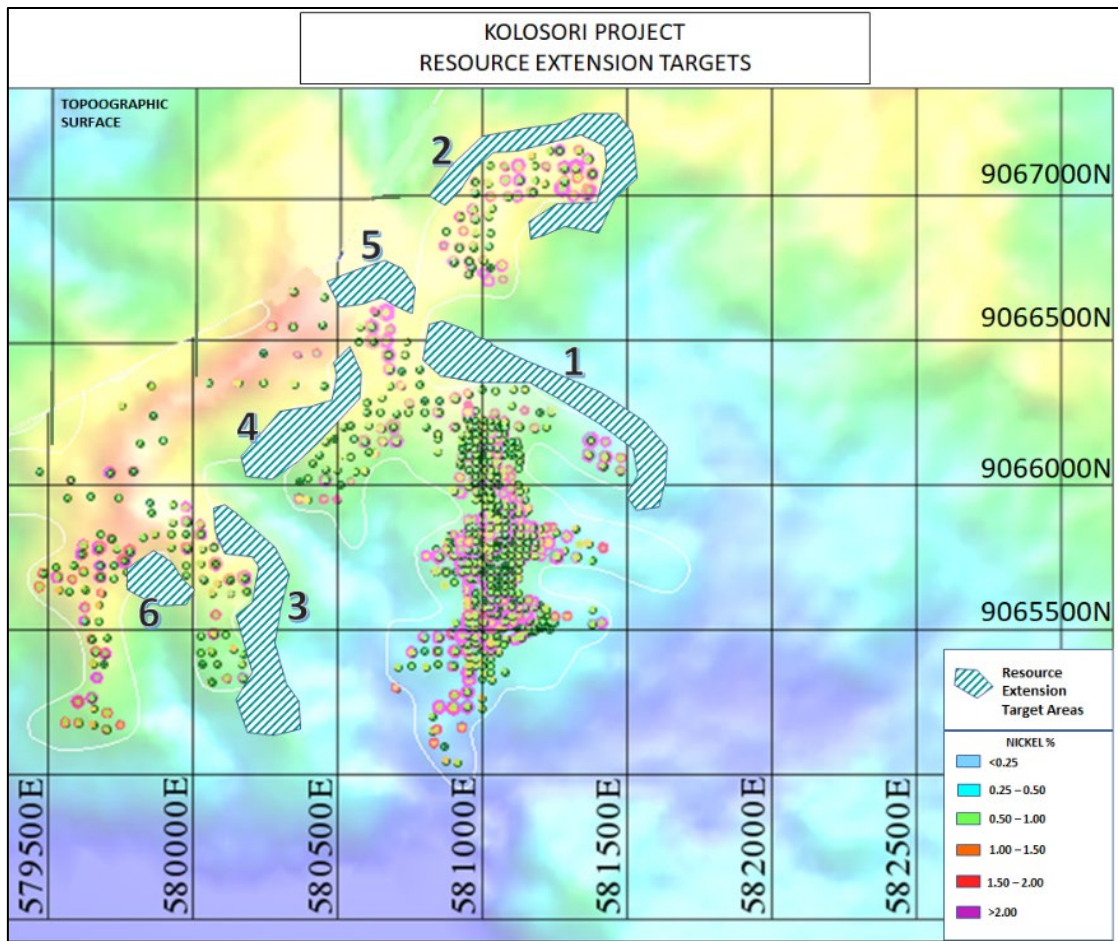 KOLOSORI PROJECT
RESOURCE EXTENSION TARGETS
TOPOOGRAPHIC
SURFACE
2
9067000N
5
9066500N
1
4
9066000N
3
6
9065500N
Resource
Extension
Target Areas
NICKEL %
<0.25
0.25 – 0.50
0.50 – 1.00
1.00 – 1.50
1.50 – 2.00
>2.00
579500E
580000E
580500E
581000E
581500E
582000E
582500E